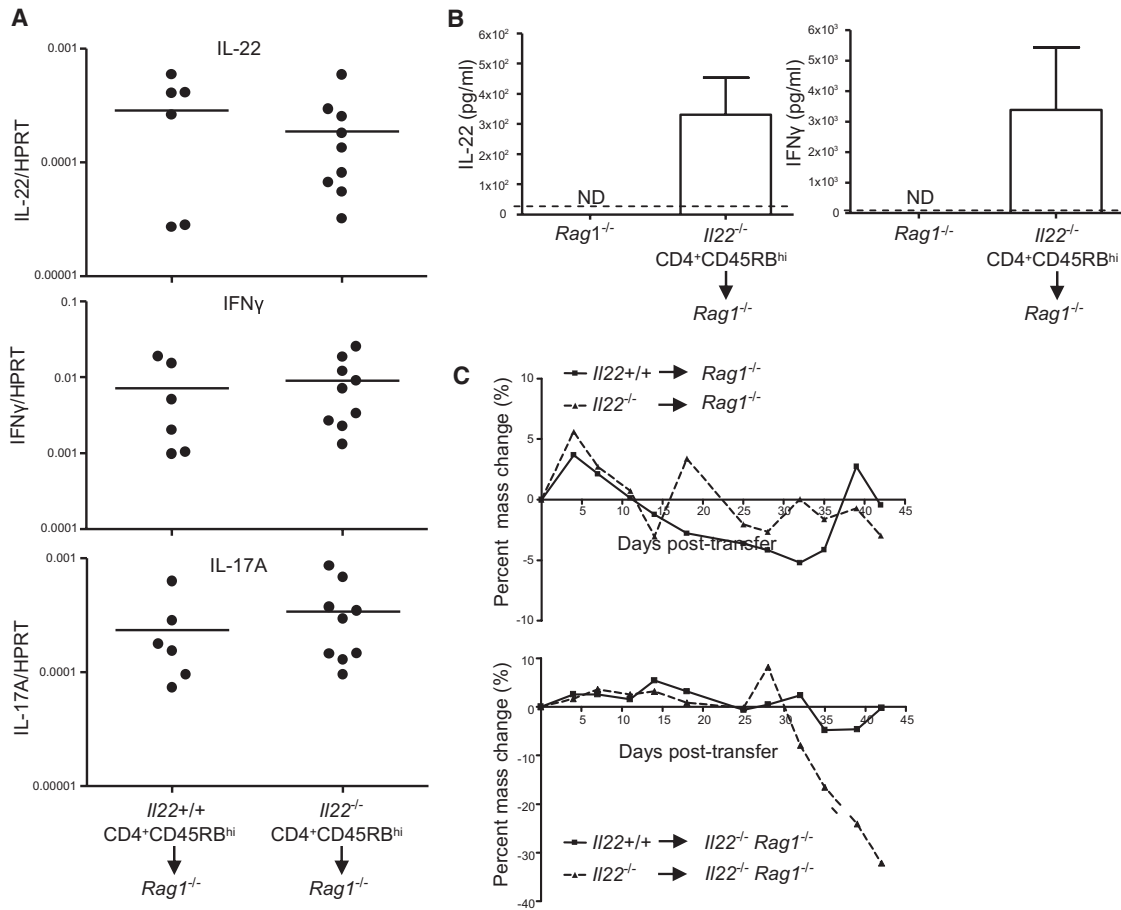 A
IL-22
0.001
0.0001
0.00001
IL-22/HPRT
IFNγ
0.1
0.01
0.001
0.0001
IFNγ/HPRT
IL-17A
0.001
0.0001
0.00001
IL-17A/HPRT
Il22+/+
CD4⁺CD45RBʰⁱ
Rag1⁻/⁻
Il22⁻/⁻
CD4⁺CD45RBʰⁱ
Rag1⁻/⁻
B
IL-22 (pg/ml)
6x10²
5x10²
4x10²
3x10²
2x10²
1x10²
0
ND
Rag1⁻/⁻
Il22⁻/⁻
CD4⁺CD45RBʰⁱ
Rag1⁻/⁻
IFNγ (pg/ml)
6x10³
5x10³
4x10³
3x10³
2x10³
1x10³
0
ND
Rag1⁻/⁻
Il22⁻/⁻
CD4⁺CD45RBʰⁱ
Rag1⁻/⁻
C
Il22+/+ → Rag1⁻/⁻
Il22⁻/⁻ → Rag1⁻/⁻
Percent mass change (%)
10
5
0
-5
-10
5 10 15 20 25 30 35 40 45
Days post-transfer
Percent mass change (%)
10
0
-10
-20
-30
-40
5 10 15 20 25 30 35 40 45
Days post-transfer
Il22+/+ → Il22⁻/⁻ Rag1⁻/⁻
Il22⁻/⁻ → Il22⁻/⁻ Rag1⁻/⁻